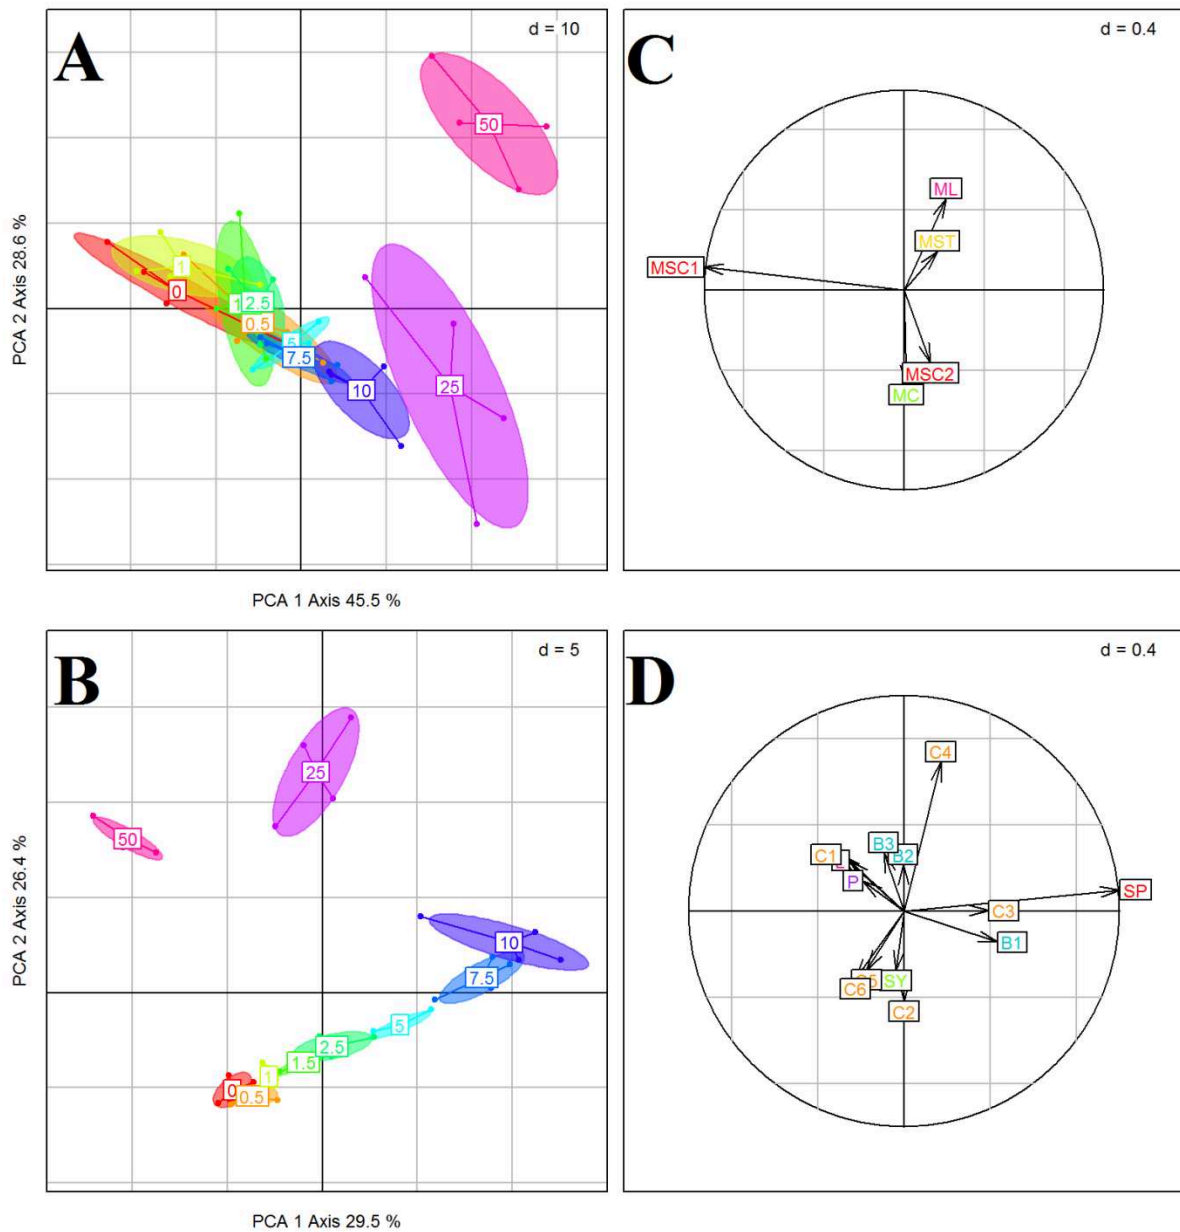 A
d = 10
50
1
0
1
2.5
0.5
5
7.5
10
25
PCA 2 Axis 28.6 %
PCA 1 Axis 45.5 %
C
d = 0.4
ML
MST
MSC1
MSC2
MC
B
d = 5
25
50
10
7.5
5
2.5
1.5
1
0
0.5
PCA 2 Axis 26.4 %
PCA 1 Axis 29.5 %
D
d = 0.4
C4
B3
B2
C1
P
SP
C3
B1
C5
SY
C6
C2